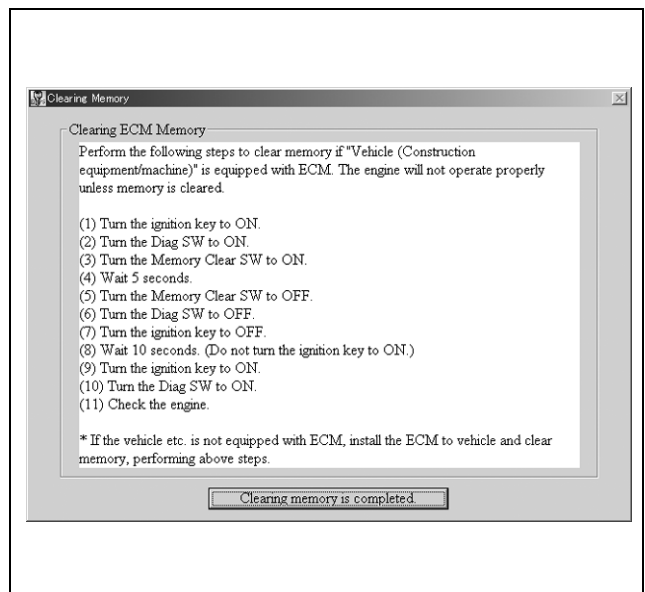 Clearing Memory
Clearing ECM Memory
Perform the following steps to clear memory if "Vehicle (Construction
equipment/machine)" is equipped with ECM. The engine will not operate properly
unless memory is cleared.
(1) Turn the ignition key to ON.
(2) Turn the Diag SW to ON.
(3) Turn the Memory Clear SW to ON.
(4) Wait 5 seconds.
(5) Turn the Memory Clear SW to OFF.
(6) Turn the Diag SW to OFF.
(7) Turn the ignition key to OFF.
(8) Wait 10 seconds. (Do not turn the ignition key to ON.)
(9) Turn the ignition key to ON.
(10) Turn the Diag SW to ON.
(11) Check the engine.
* If the vehicle etc. is not equipped with ECM, install the ECM to vehicle and clear
memory, performing above steps.
Clearing memory is completed.